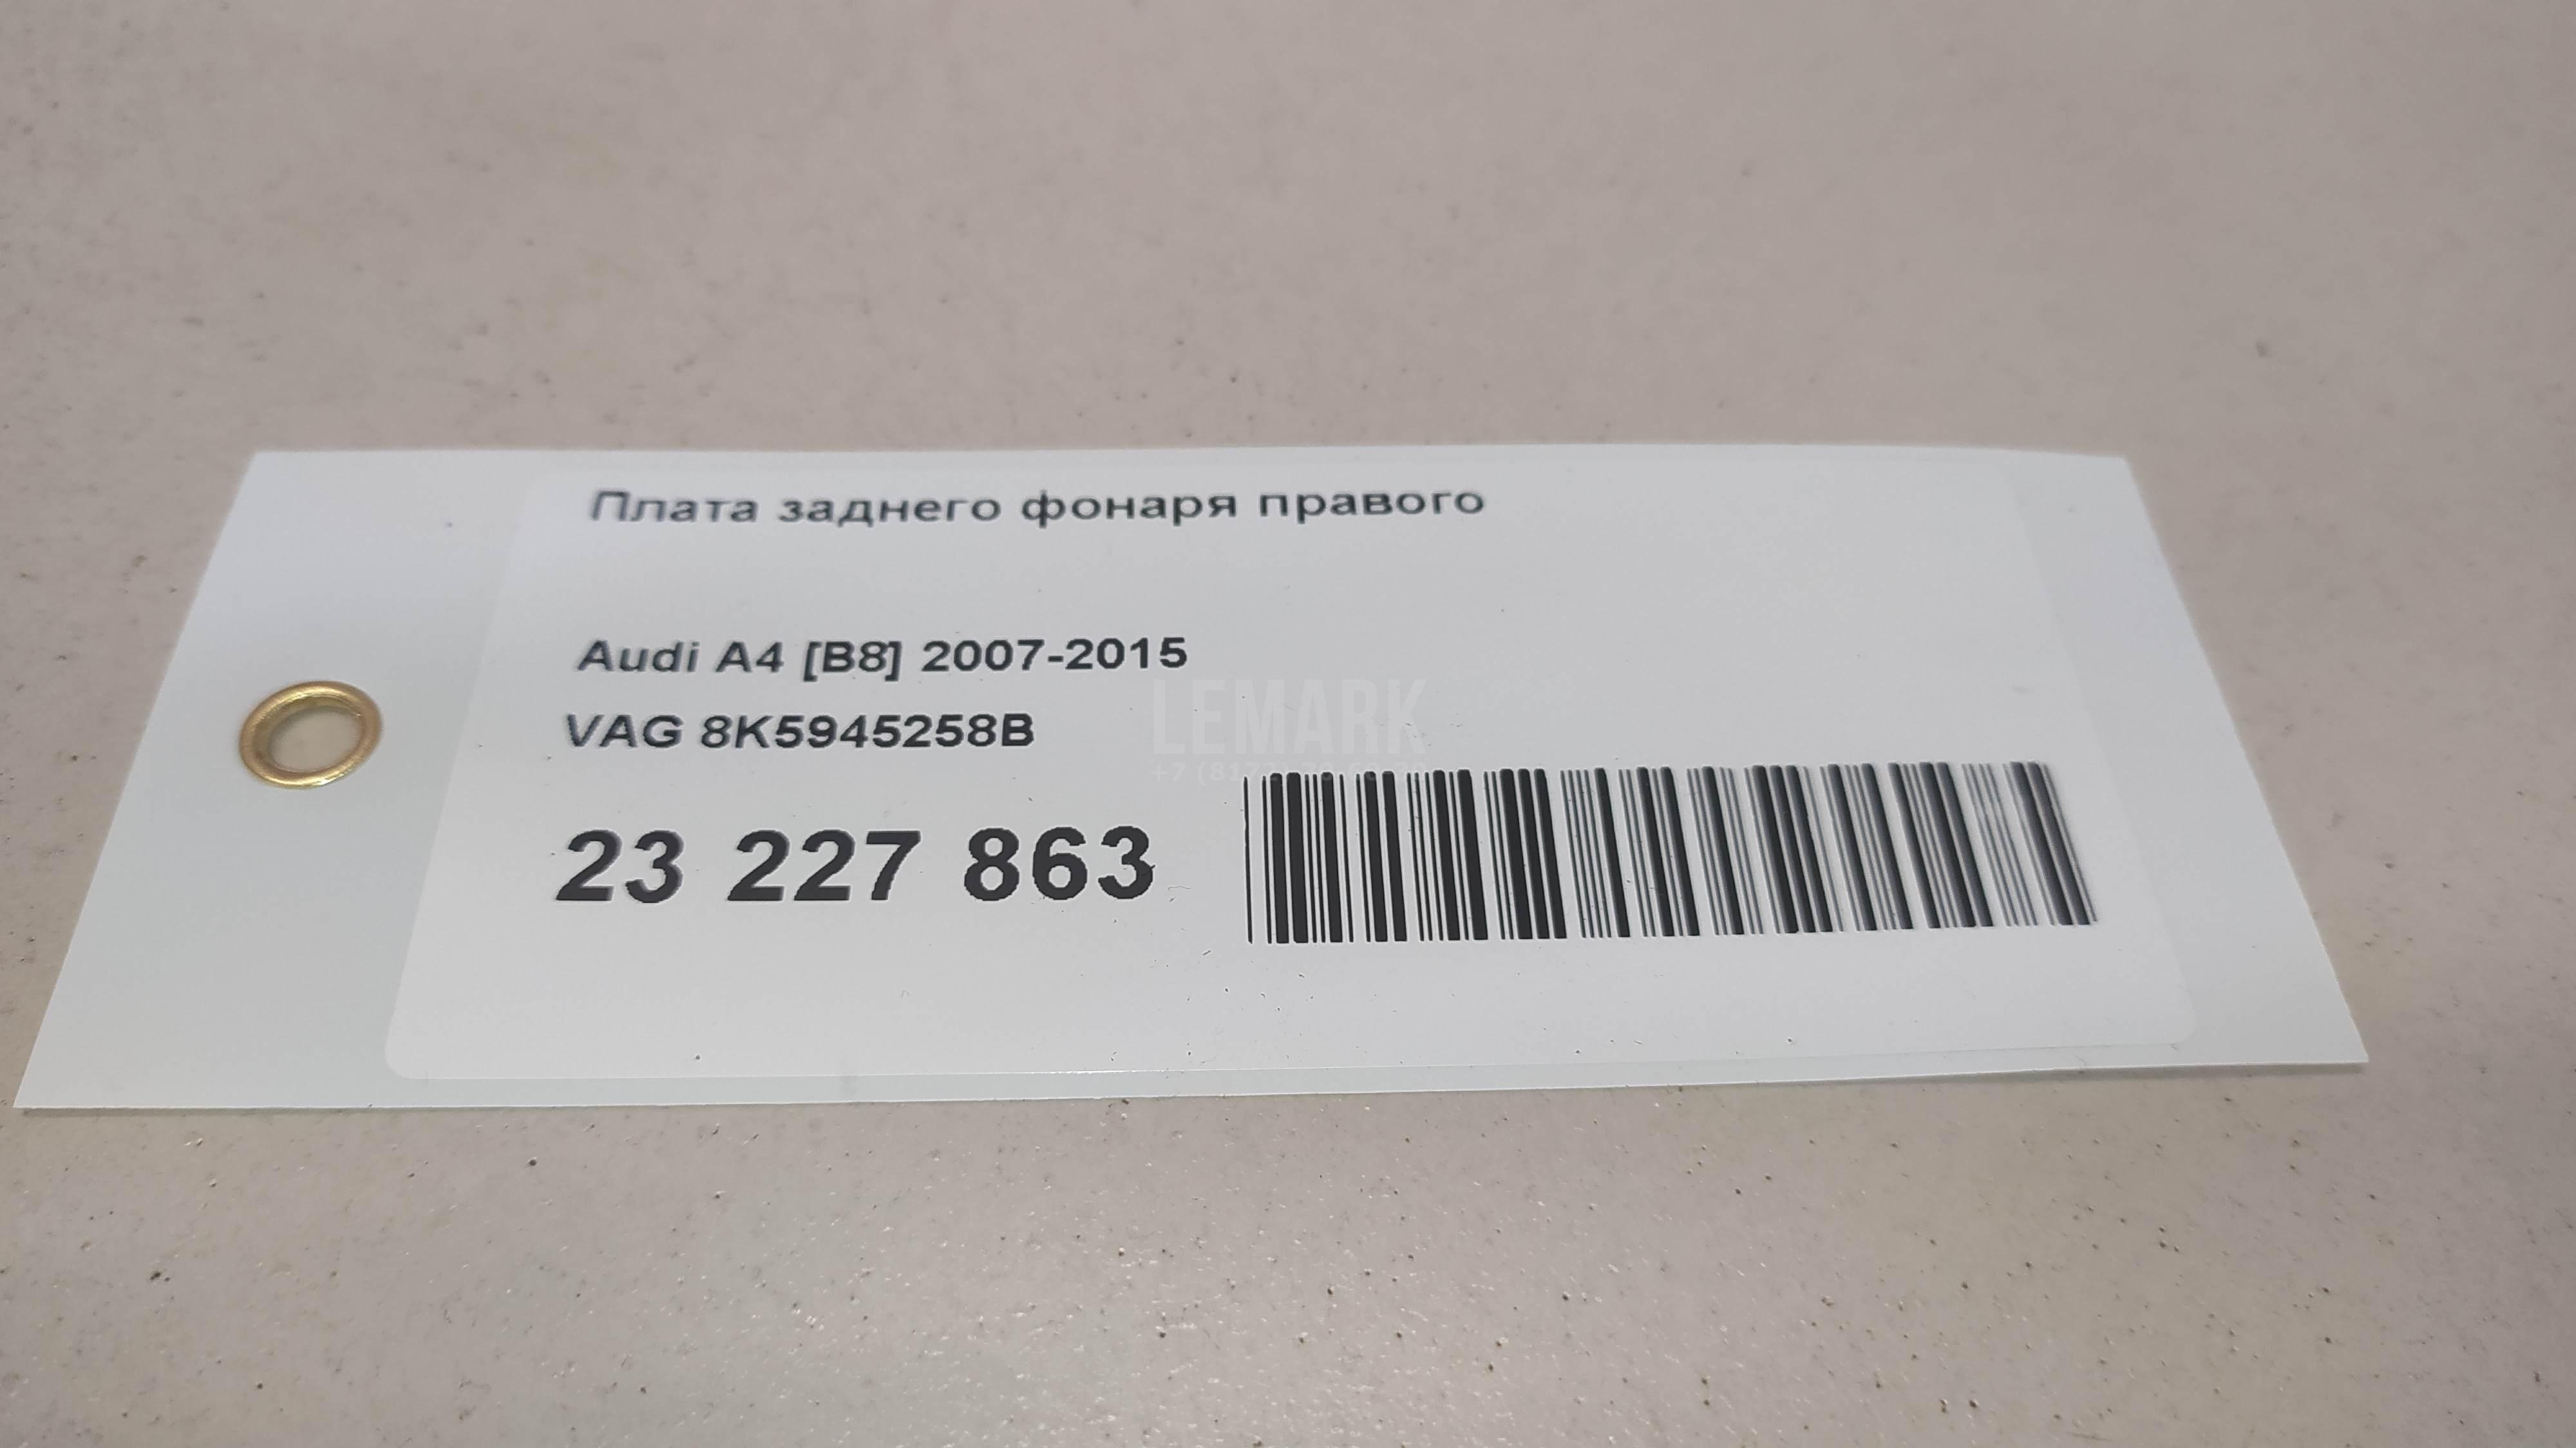 Плата заднего фонаря правого
Audi A4 [B8] 2007-2015
VAG 8K5945258B
LEMARK
23 227 863